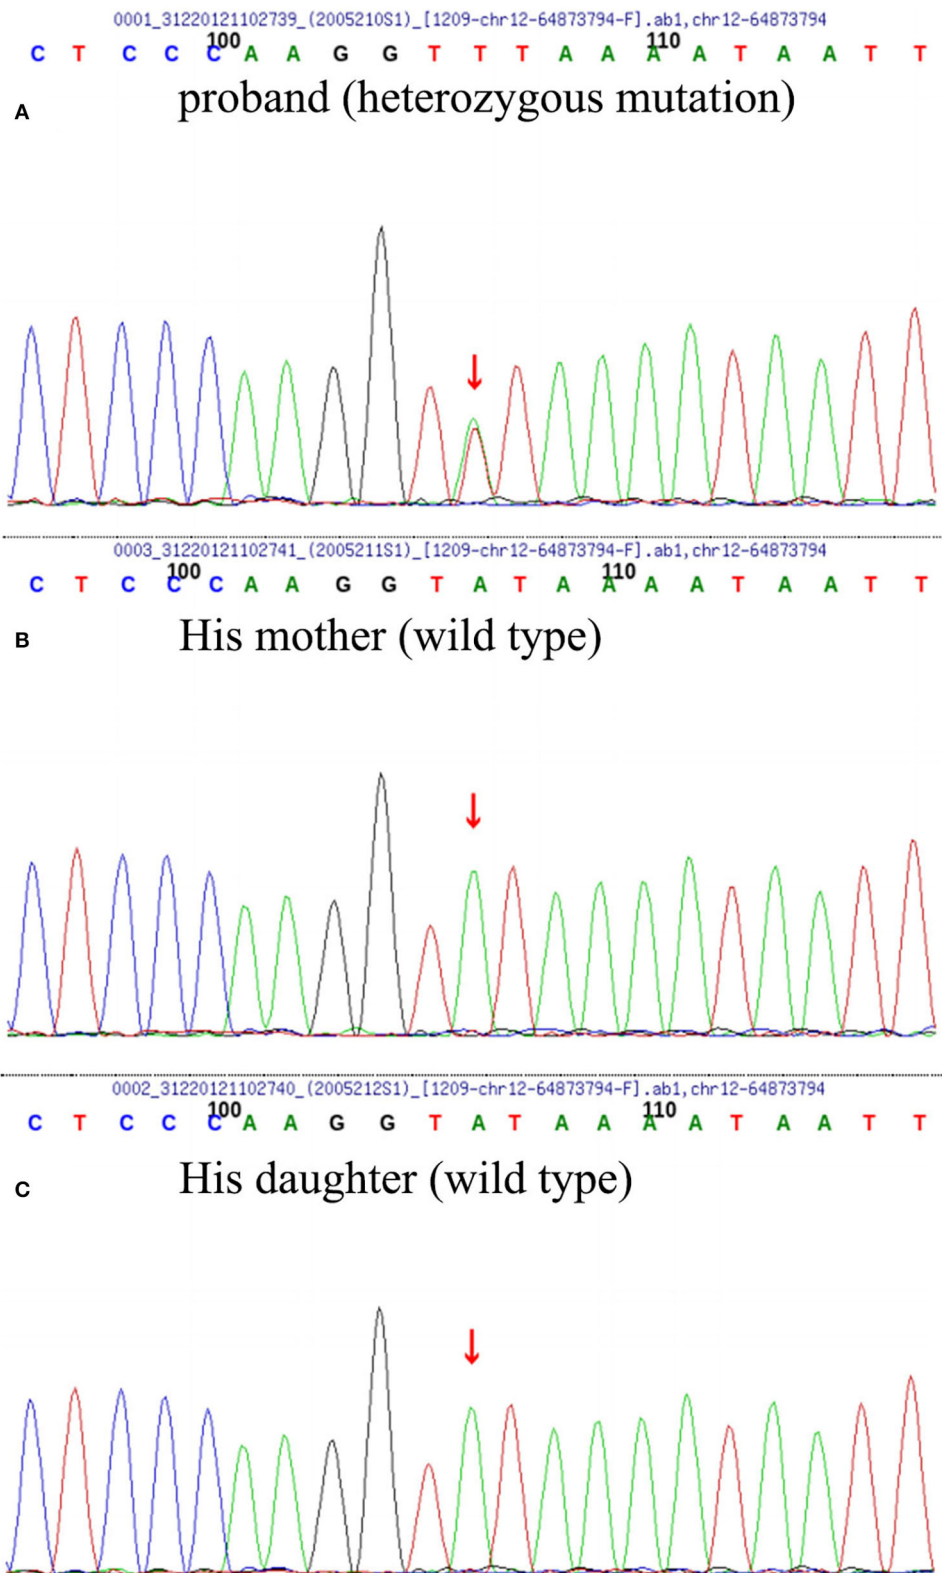 0001_31220121102739_(2005210S1)_[1209-chr12-64873794-F].ab1,chr12-64873794
100 110
C T C C C A A G G T T T A A A A T A A T T
A proband (heterozygous mutation)
0003_31220121102741_(2005211S1)_[1209-chr12-64873794-F].ab1,chr12-64873794
100 110
C T C C C A A G G T A T A A A A T A A T T
His mother (wild type)
B
0002_31220121102740_(2005212S1)_[1209-chr12-64873794-F].ab1,chr12-64873794
100 110
C T C C C A A G G T A T A A A A T A A T T
His daughter (wild type)
C